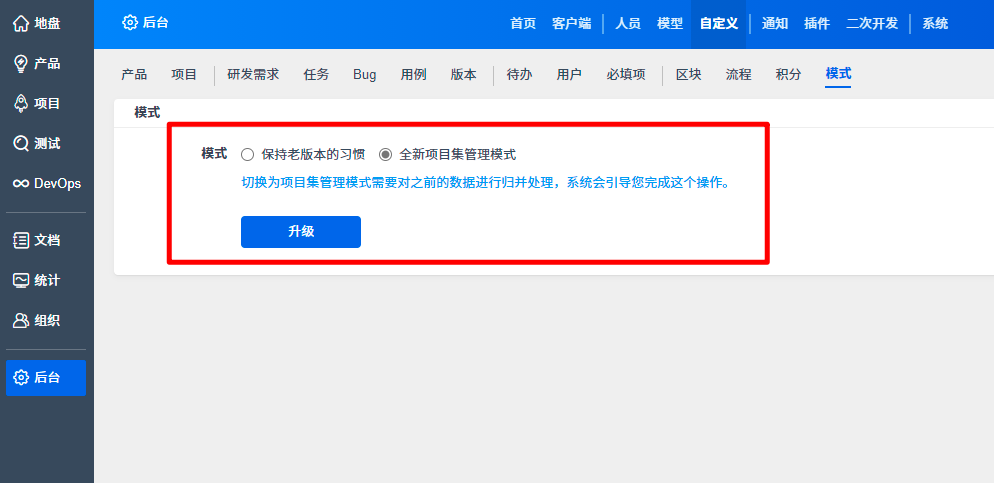 地盘
产品
项目
测试
DevOps
文档
统计
组织
后台
后台 首页 客户端 人员 模型 自定义 通知 插件 二次开发 系统
产品 项目 研发需求 任务 Bug 用例 版本 待办 用户 必填项 区块 流程 积分 模式
模式
模式 保持老版本的习惯 全新项目集管理模式
切换为项目集管理模式需要对之前的数据进行归并处理，系统会引导您完成这个操作。
升级